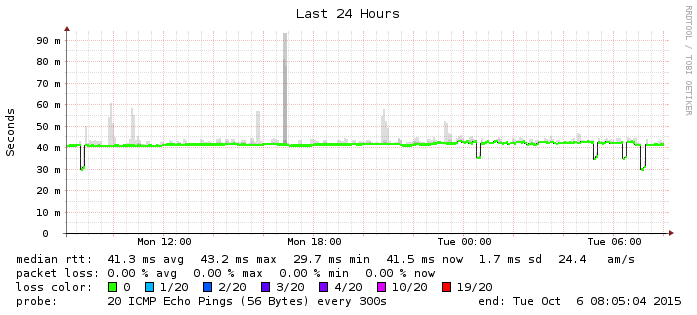 Last 24 Hours
RRDTOOL / TOBI OETIKER
Seconds
90 m
80 m
70 m
60 m
50 m
40 m
30 m
20 m
10 m
0
Mon 12:00 Mon 18:00 Tue 00:00 Tue 06:00
median rtt: 41.3 ms avg 43.2 ms max 29.7 ms min 41.5 ms now 1.7 ms sd 24.4 am/s
packet loss: 0.00 % avg 0.00 % max 0.00 % min 0.00 % now
loss color: 0 1/20 2/20 3/20 4/20 10/20 19/20
probe: 20 ICMP Echo Pings (56 Bytes) every 300s end: Tue Oct 6 08:05:04 2015